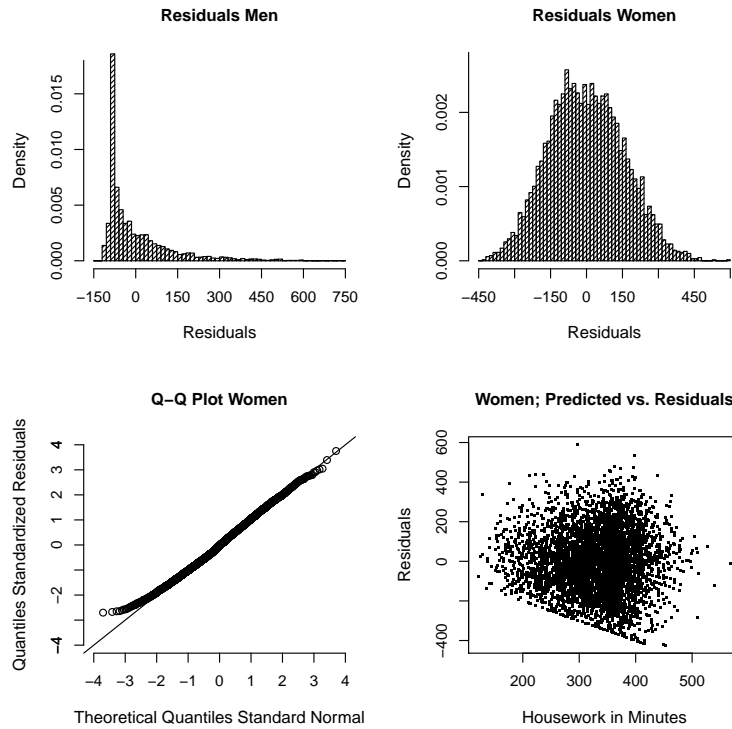 Residuals Men
Density
0.000 0.005 0.010 0.015
−150 0 150 300 450 600 750
Residuals
Residuals Women
Density
0.000 0.001 0.002
−450 −150 0 150 450
Residuals
Q−Q Plot Women
Quantiles Standardized Residuals
−4 −2 0 1 2 3 4
−4 −3 −2 −1 0 1 2 3 4
Theoretical Quantiles Standard Normal
Women; Predicted vs. Residuals
Residuals
−400 0 200 400 600
200 300 400 500
Housework in Minutes